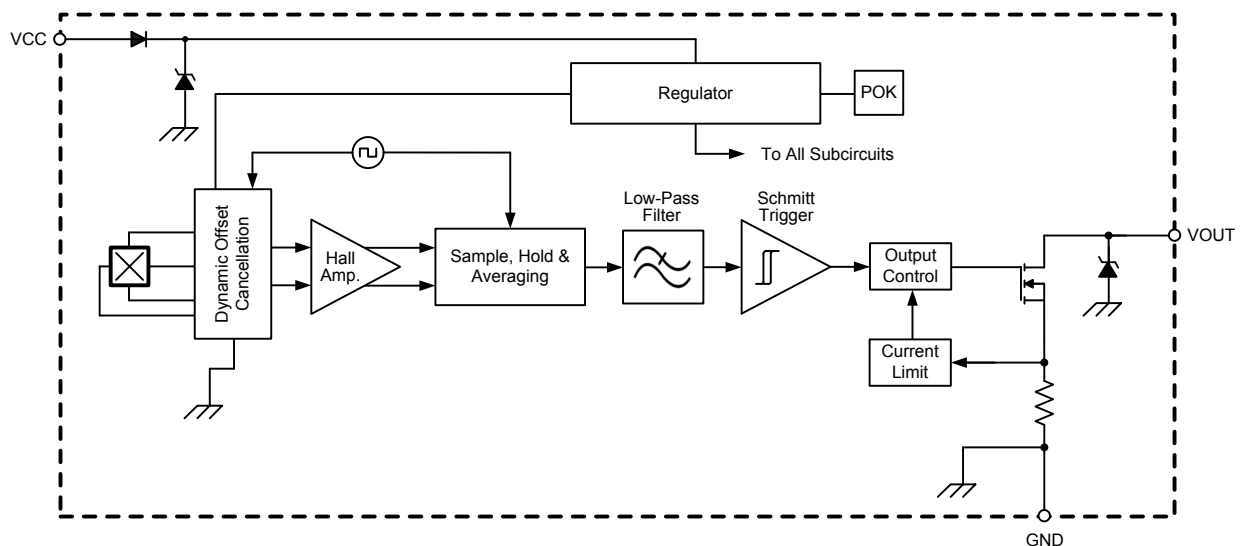 VCC
Regulator
POK
To All Subcircuits
Dynamic Offset
Cancellation
Hall
Amp.
Sample, Hold &
Averaging
Low-Pass
Filter
Schmitt
Trigger
Output
Control
Current
Limit
VOUT
GND